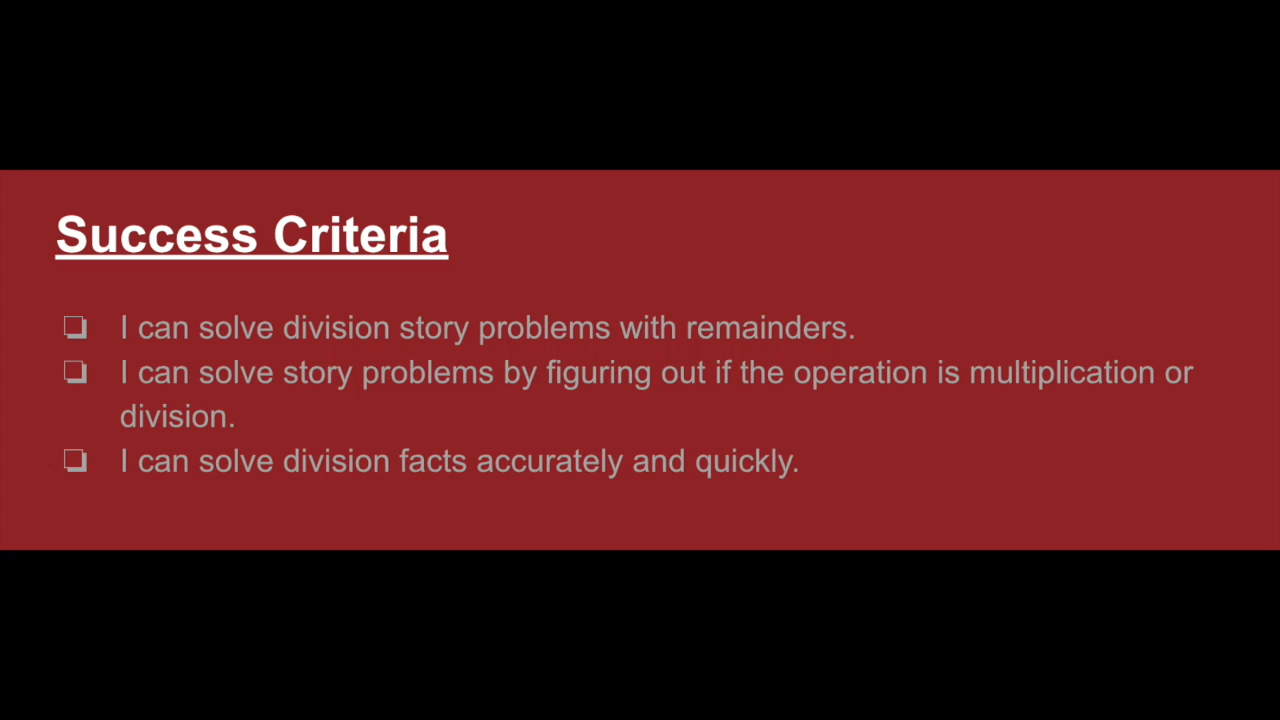 Success Criteria
❏ I can solve division story problems with remainders.
❏ I can solve story problems by figuring out if the operation is multiplication or
division.
❏ I can solve division facts accurately and quickly.